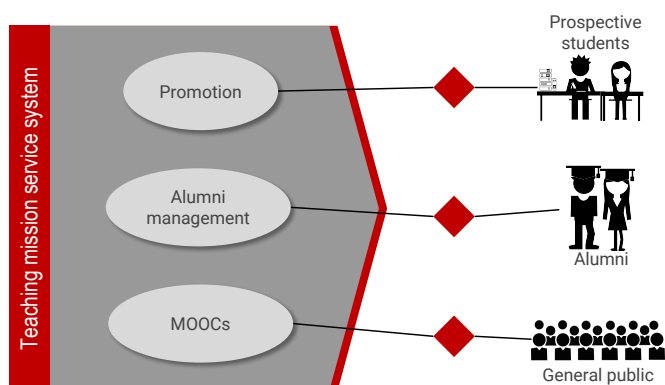 Teaching mission service system
Promotion
Alumni
management
MOOCs
Prospective
students
Alumni
General public